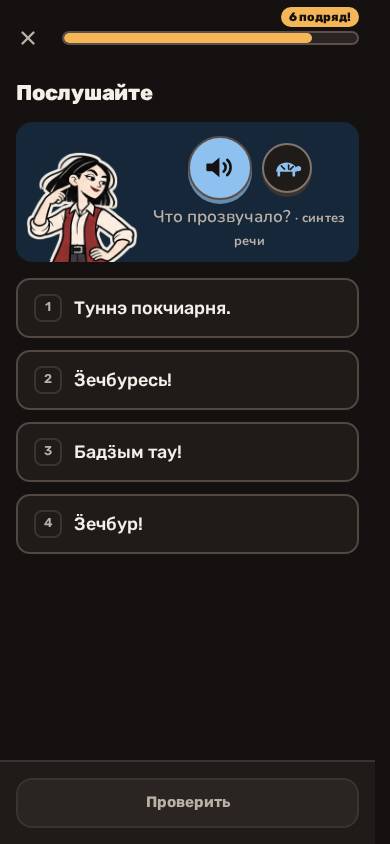 6 подряд!
Послушайте
Что прозвучало? · синтез
речи
1 Туннэ покчиарня.
2 Ӟечбуресь!
3 Бадӟым тау!
4 Ӟечбур!
Проверить